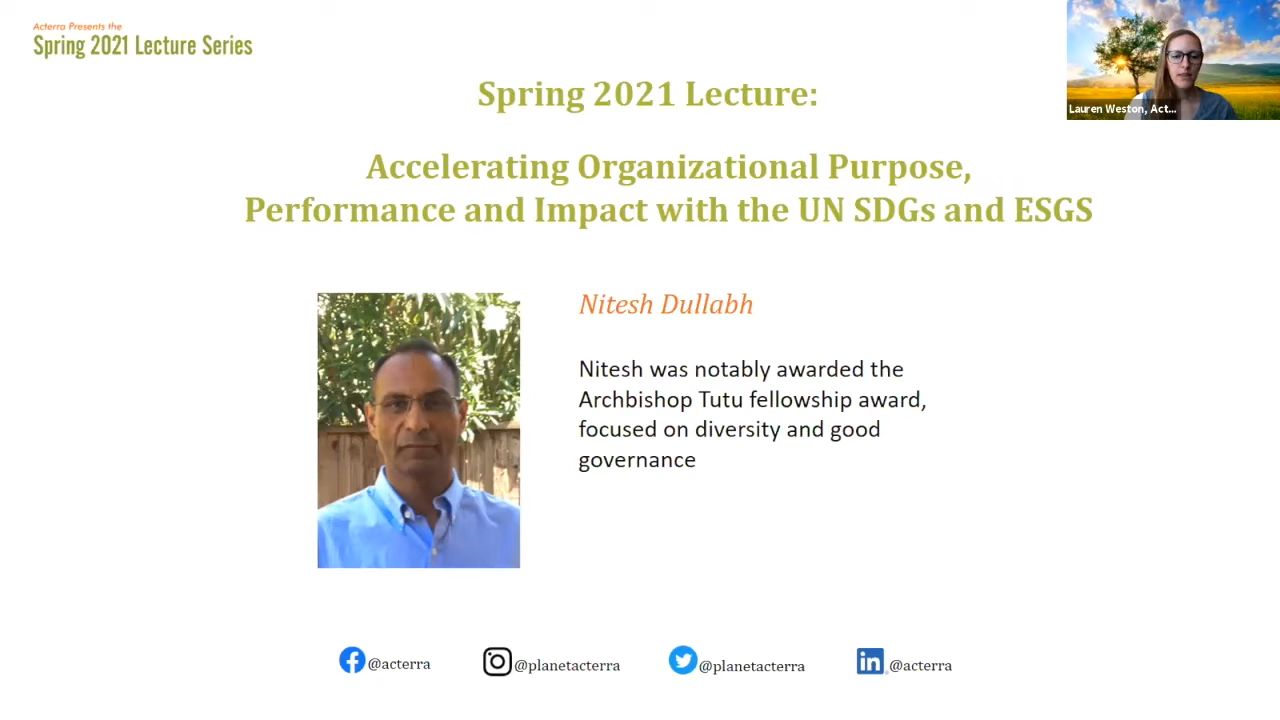 Acterra Presents the
Spring 2021 Lecture Series
Lauren Weston, Act...
Spring 2021 Lecture:
Accelerating Organizational Purpose,
Performance and Impact with the UN SDGs and ESGS
Nitesh Dullabh
Nitesh was notably awarded the
Archbishop Tutu fellowship award,
focused on diversity and good
governance
@acterra
@planetacterra
@planetacterra
in @acterra